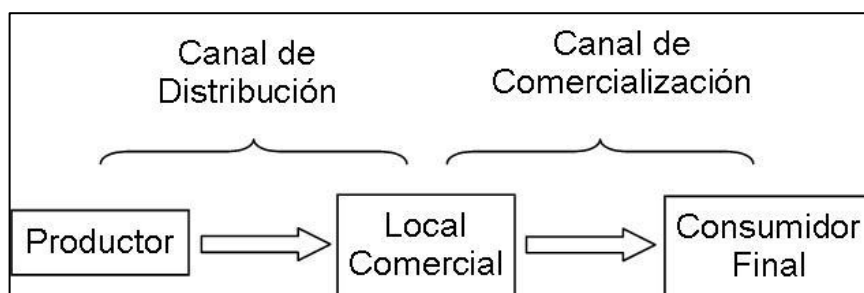 Canal de
Distribución
Canal de
Comercialización
Productor
Local
Comercial
Consumidor
Final